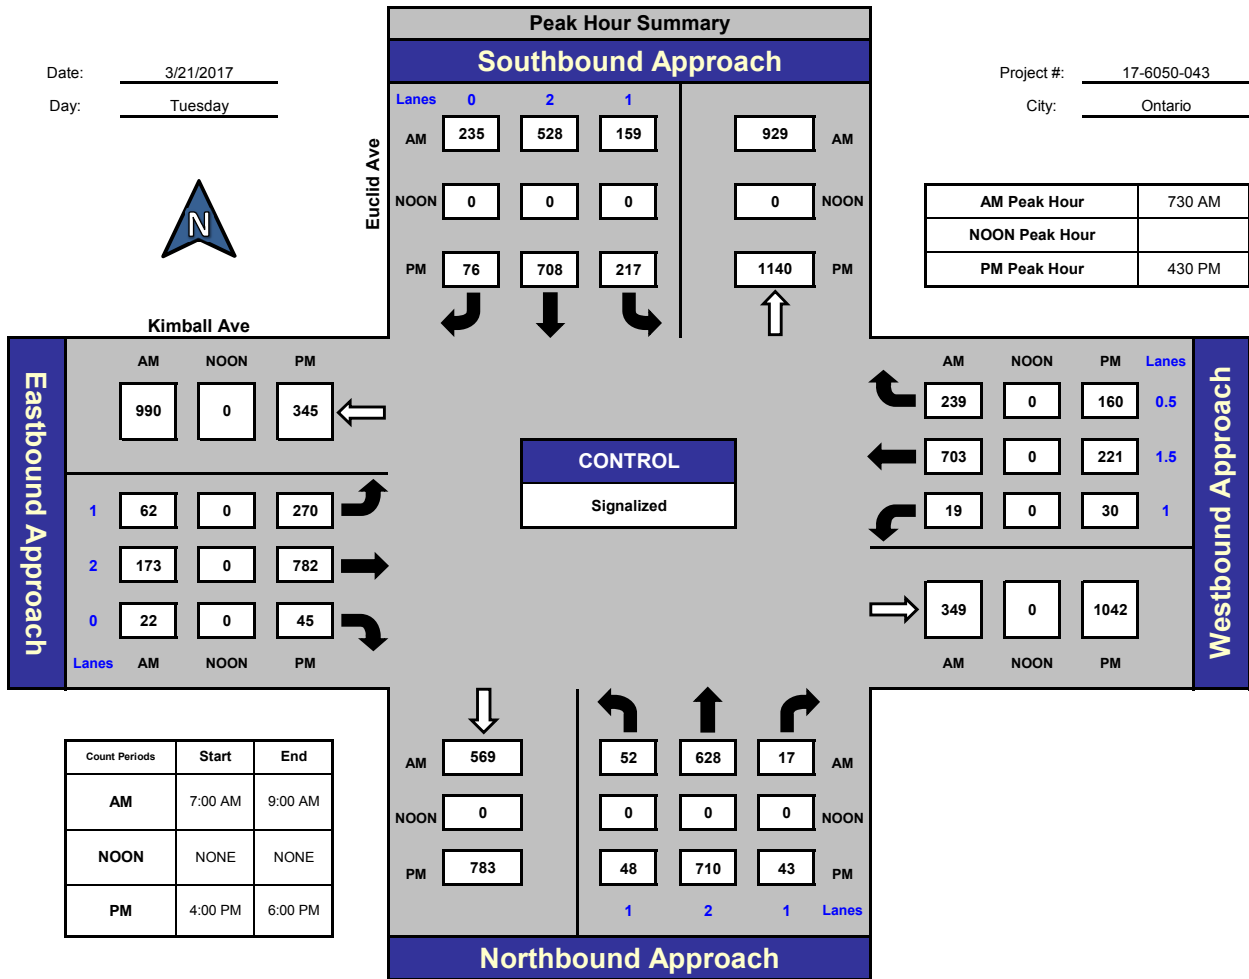 Peak Hour Summary
Southbound Approach
Date: 3/21/2017
Day: Tuesday
Project #: 17-6050-043
City: Ontario
N
Euclid Ave
Lanes 0 2 1
AM 235 528 159 929 AM
NOON 0 0 0 0 NOON
PM 76 708 217 1140 PM
AM Peak Hour 730 AM
NOON Peak Hour
PM Peak Hour 430 PM
Kimball Ave
Eastbound Approach
AM NOON PM
990 0 345
1 62 0 270
2 173 0 782
0 22 0 45
Lanes AM NOON PM
CONTROL
Signalized
Westbound Approach
AM NOON PM Lanes
239 0 160 0.5
703 0 221 1.5
19 0 30 1
349 0 1042
AM NOON PM
Count Periods Start End
AM 7:00 AM 9:00 AM
NOON NONE NONE
PM 4:00 PM 6:00 PM
AM 569 52 628 17 AM
NOON 0 0 0 0 NOON
PM 783 48 710 43 PM
1 2 1 Lanes
Northbound Approach